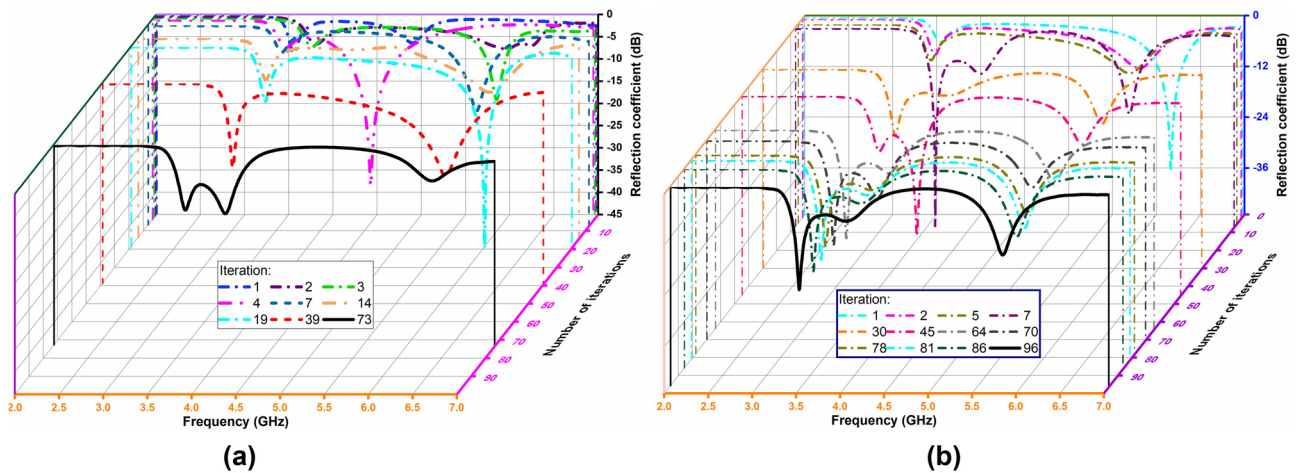 0
-5
-10
-15
-20
-25
-30
-35
-40
-45
Reflection coefficient (dB)
10
20
30
40
50
60
70
80
90
Number of iterations
Iteration:
1 2 3
4 7 14
19 39 73
2.0 2.5 3.0 3.5 4.0 4.5 5.0 5.5 6.0 6.5 7.0
Frequency (GHz)
(a)
0
-12
-24
-36
0
Reflection coefficient (dB)
10
20
30
40
50
60
70
80
90
Number of iterations
Iteration:
1 2 5 7
30 45 64 70
78 81 86 96
2.0 2.5 3.0 3.5 4.0 4.5 5.0 5.5 6.0 6.5 7.0
Frequency (GHz)
(b)